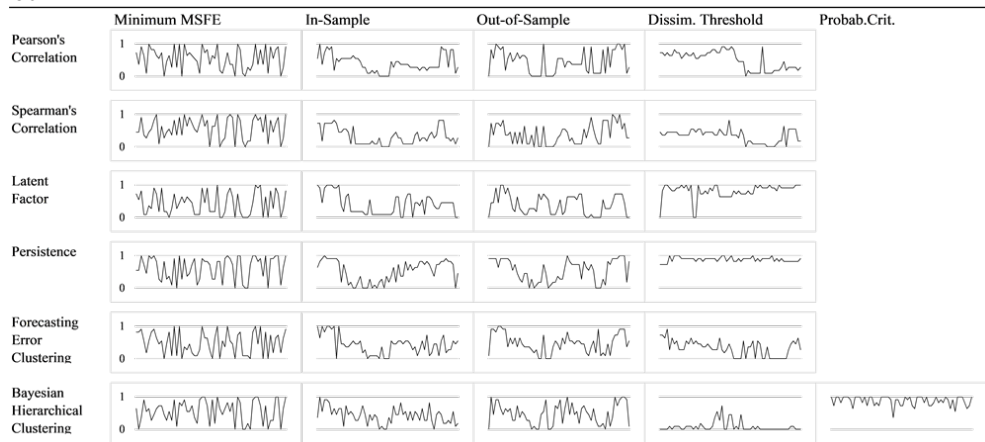 Minimum MSFE In-Sample Out-of-Sample Dissim. Threshold Probab.Crit.
Pearson's
Correlation
1
0
Spearman's
Correlation
1
0
Latent
Factor
1
0
Persistence
1
0
Forecasting
Error
Clustering
1
0
Bayesian
Hierarchical
Clustering
1
0